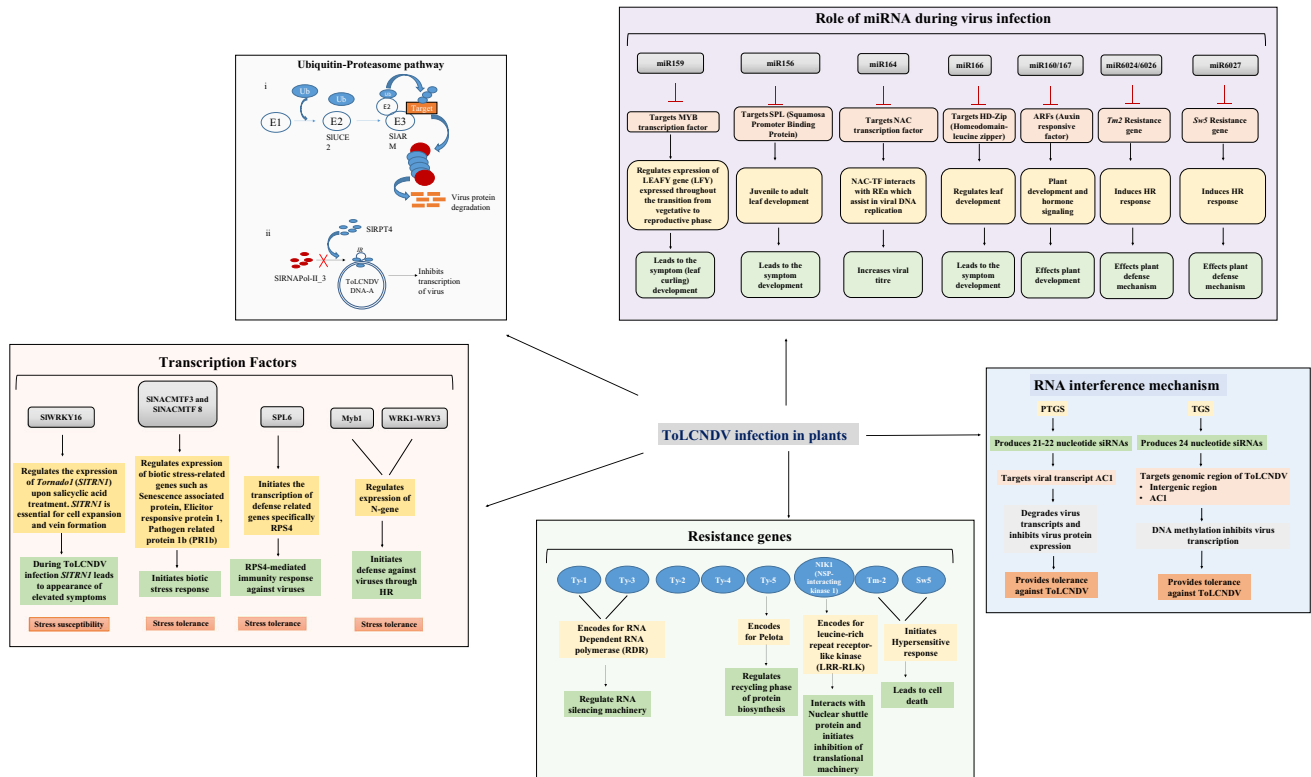 Role of miRNA during virus infection
miR159
miR156
miR164
miR166
miR160/167
miR6024/6026
miR6027
Targets MYB
transcription factor
Targets SPL (Squamosa
Promoter Binding
Protein)
Targets NAC
transcription factor
Targets HD-Zip
(Homeodomain-
leucine zipper)
ARFs (Auxin
responsive
factor)
Tm2 Resistance
gene
Sw5 Resistance
gene
Regulates expression of
LEAFY gene (LFY)
expressed throughout
the transition from
vegetative to
reproductive phase
Juvenile to adult
leaf development
NAC-TF interacts
with REn which
assist in viral DNA
replication
Regulates leaf
development
Plant
development and
hormone
signaling
Induces HR
response
Induces HR
response
Leads to the
symptom (leaf
curling)
development
Leads to the
symptom
development
Increases viral
titre
Leads to the
symptom
development
Effects plant
development
Effects plant
defense
mechanism
Effects plant
defense
mechanism
Ubiquitin-Proteasome pathway
i
Ub
Ub
Ub
E2
Target
E1
E2
E3
SlUCE
2
SlAR
M
Virus protein
degradation
ii
SlRPT4
IR
SlRNAPol-II_3
ToLCNDV
DNA-A
Inhibits
transcription
of virus
Transcription Factors
SlWRKY16
SlNACMTF3 and
SlNACMTF 8
SPL6
Myb1
WRK1-WRY3
Regulates the expression
of Tornado1 (SlTRN1)
upon salicylic acid
treatment. SlTRN1 is
essential for cell expansion
and vein formation
Regulates expression
of biotic stress-related
genes such as
Senescence associated
protein, Elicitor
responsive protein 1,
Pathogen related
protein 1b (PR1b)
Initiates the
transcription of
defense related
genes specifically
RPS4
Regulates
expression of
N-gene
During ToLCNDV
infection SlTRN1 leads
to appearance of
elevated symptoms
Initiates biotic
stress response
RPS4-mediated
immunity response
against viruses
Initiates
defense against
viruses through
HR
Stress susceptibility
Stress tolerance
Stress tolerance
Stress tolerance
ToLCNDV infection in plants
RNA interference mechanism
PTGS
TGS
Produces 21-22 nucleotide siRNAs
Produces 24 nucleotide siRNAs
Targets viral transcript AC1
Targets genomic region of ToLCNDV
• Intergenic region
• AC1
Degrades virus
transcripts and
inhibits virus protein
expression
DNA methylation inhibits virus
transcription
Provides tolerance
against ToLCNDV
Provides tolerance
against ToLCNDV
Resistance genes
Ty-1
Ty-3
Ty-2
Ty-4
Ty-5
NIK1
(NSP-
interacting
kinase 1)
Tm-2
Sw5
Encodes for RNA
Dependent RNA
polymerase (RDR)
Encodes
for Pelota
Encodes for
leucine-rich
repeat receptor-
like kinase
(LRR-RLK)
Initiates
Hypersensitive
response
Regulate RNA
silencing machinery
Regulates
recycling phase
of protein
biosynthesis
Interacts with
Nuclear shuttle
protein and
initiates
inhibition of
translational
machinery
Leads to cell
death